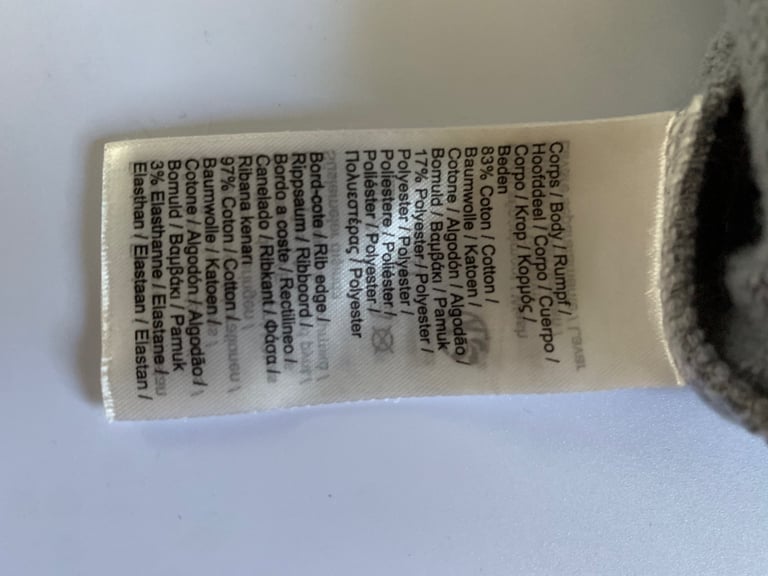 Corps / Body / Rumpf /
Hoofddeel / Corpo / Cuerpo /
Corpo / Krop / Κορμός /
Beden
83% Coton / Cotton /
Baumwolle / Katoen /
Cotone / Algodón / Algodão /
Bomuld / Βαμβάκι / Pamuk
17% Polyester / Polyester /
Polyester / Polyester /
Poliestere / Poliéster /
Poliéster / Polyester /
Πολυεστέρας / Polyester
Bord-cote / Rib edge /
Rippsaum / Ribboord /
Bordo a coste / Rectilineo /
Canelado / Ribkant / Φάσα /
Ribana kenarı
97% Coton / Cotton /
Baumwolle / Katoen /
Cotone / Algodón / Algodão /
Bomuld / Βαμβάκι / Pamuk
3% Elasthanne / Elastane /
Elasthan / Elastaan / Elastan /